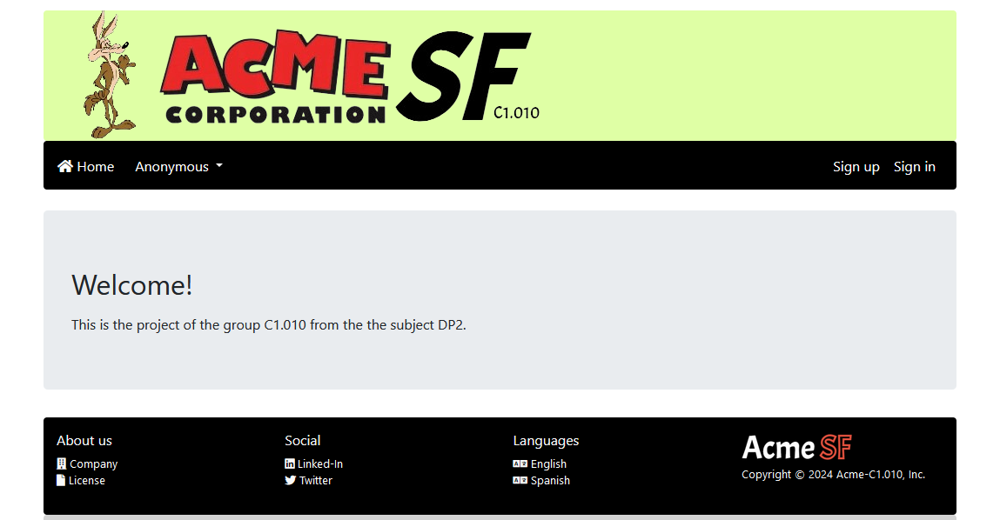 ACME SF
CORPORATION
C1.010
Home Anonymous Sign up Sign in
Welcome!
This is the project of the group C1.010 from the the subject DP2.
About us
Company
License
Social
Linked-In
Twitter
Languages
English
Spanish
Acme SF
Copyright © 2024 Acme-C1.010, Inc.